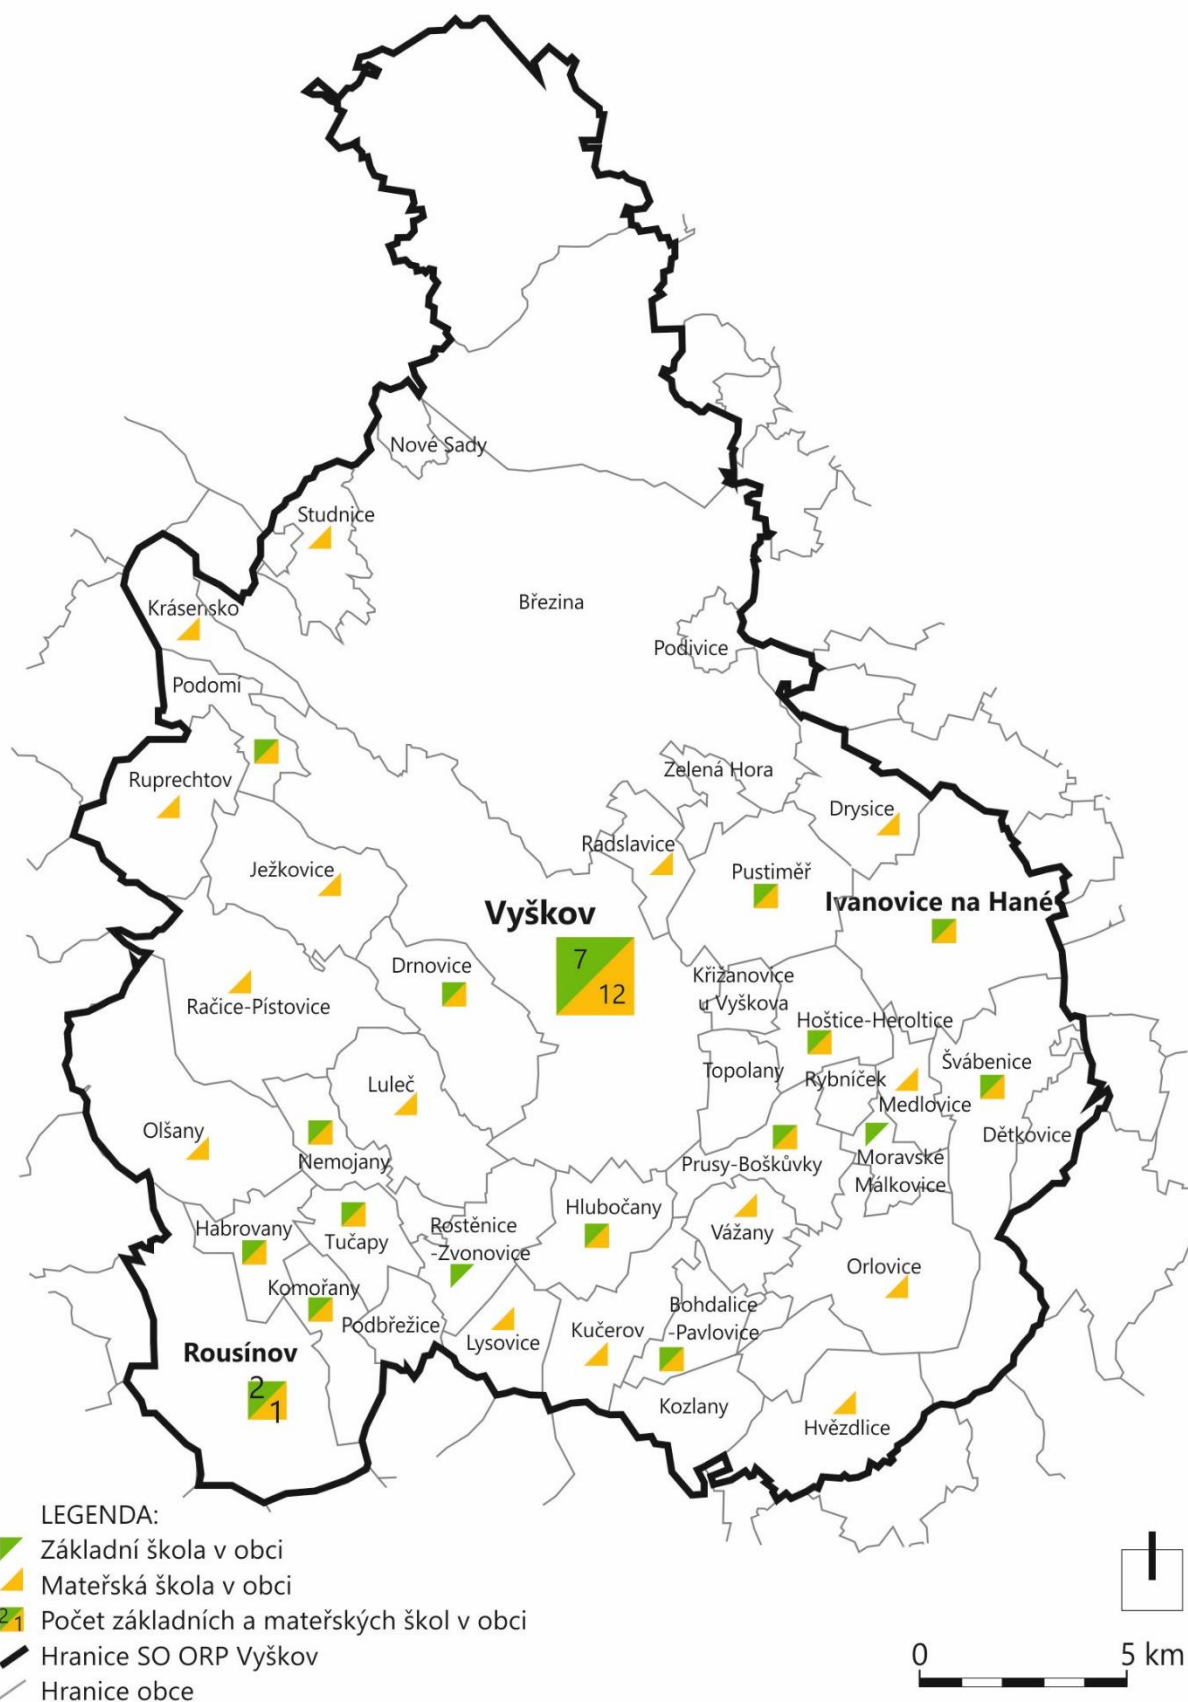 Nové Sady
Studnice
Březina
Krásensko
Podivice
Podomí
Zelená Hora
Ruprechtov
Drysice
Radslavice
Ježkovice
Pustiměř
Ivanovice na Hané
Vyškov
7
12
Drnovice
Křižanovice
u Vyškova
Račice-Pístovice
Hoštice-Heroltice
Švábenice
Topolany
Rybníček
Luleč
Medlovice
Olšany
Dětkovice
Nemojany
Prusy-Boškůvky
Moravské
Málkovice
Habrovany
Tučapy
Rostěnice
-Zvonovice
Hlubočany
Vážany
Orlovice
Komořany
Podbřežice
Lysovice
Kučerov
Bohdalice
-Pavlovice
Rousínov
2
1
Kozlany
Hvězdlice
LEGENDA:
Základní škola v obci
Mateřská škola v obci
2 1 Počet základních a mateřských škol v obci
Hranice SO ORP Vyškov
Hranice obce
0 5 km